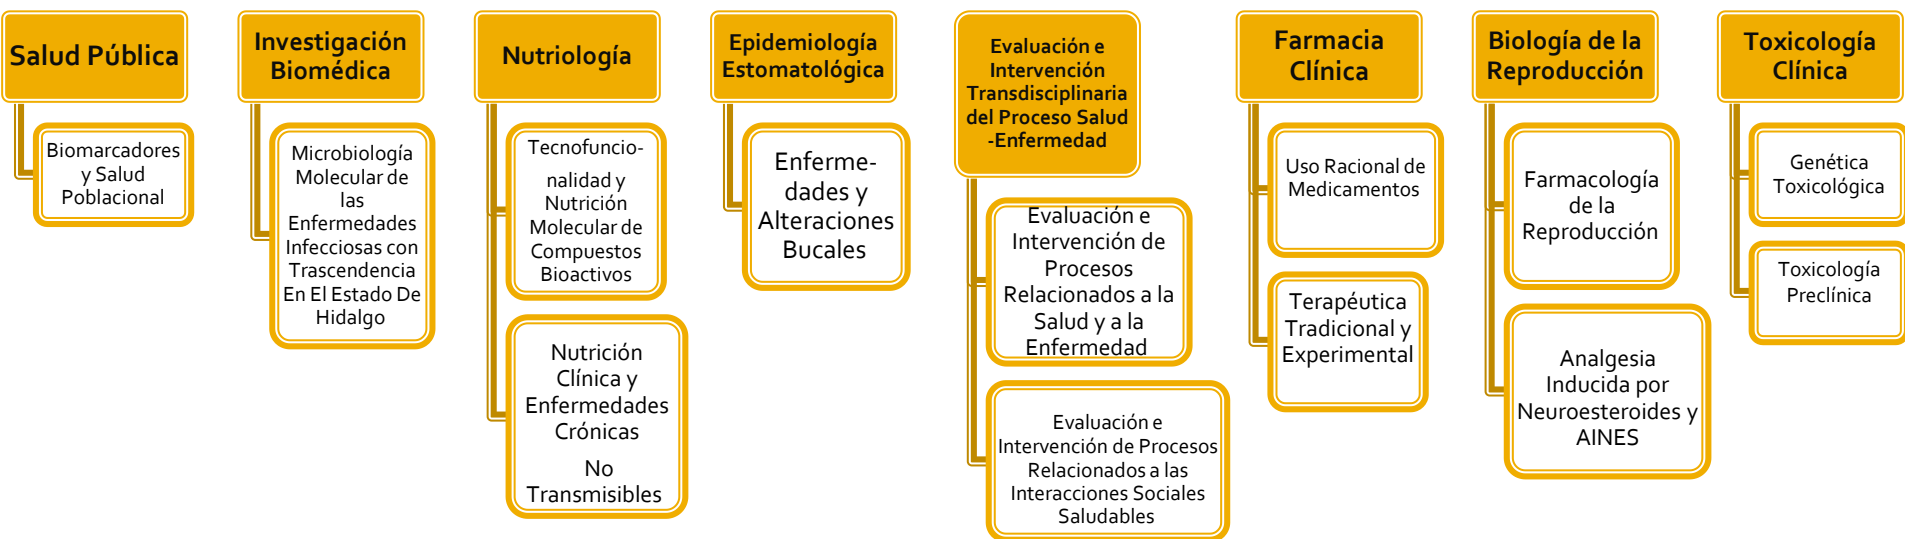 Salud Pública
Biomarcadores
y Salud
Poblacional
Investigación
Biomédica
Microbiología
Molecular de
las
Enfermedades
Infecciosas con
Trascendencia
En El Estado De
Hidalgo
Nutriología
Tecnofuncio-
nalidad y
Nutrición
Molecular de
Compuestos
Bioactivos
Nutrición
Clínica y
Enfermedades
Crónicas
No
Transmisibles
Epidemiología
Estomatológica
Enferme-
dades y
Alteraciones
Bucales
Evaluación e
Intervención
Transdisciplinaria
del Proceso Salud
-Enfermedad
Evaluación e
Intervención de
Procesos
Relacionados a la
Salud y a la
Enfermedad
Evaluación e
Intervención de Procesos
Relacionados a las
Interacciones Sociales
Saludables
Farmacia
Clínica
Uso Racional de
Medicamentos
Terapéutica
Tradicional y
Experimental
Biología de la
Reproducción
Farmacología
de la
Reproducción
Analgesia
Inducida por
Neuroesteroides y
AINES
Toxicología
Clínica
Genética
Toxicológica
Toxicología
Preclínica